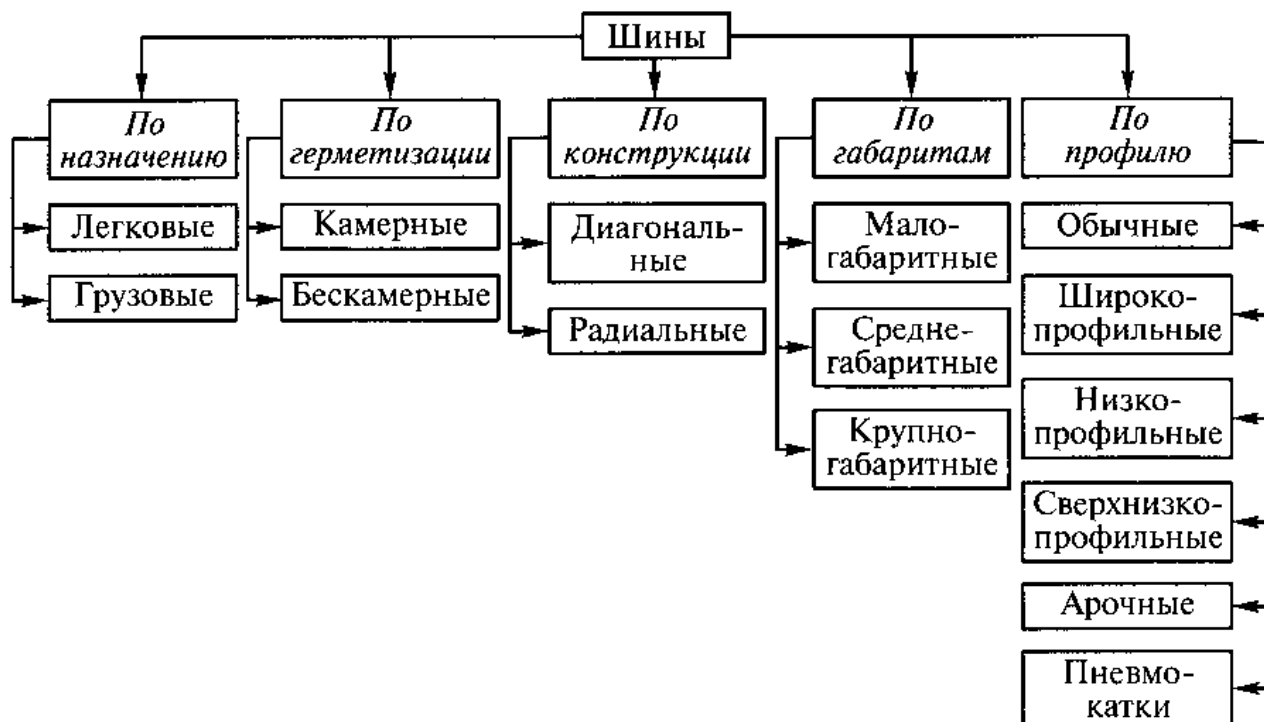 Шины
По
назначению
Легковые
Грузовые
По
герметизации
Камерные
Бескамерные
По
конструкции
Диагональ-
ные
Радиальные
По
габаритам
Мало-
габаритные
Средне-
габаритные
Крупно-
габаритные
По
профилю
Обычные
Широко-
профильные
Низко-
профильные
Сверхнизко-
профильные
Арочные
Пневмо-
катки